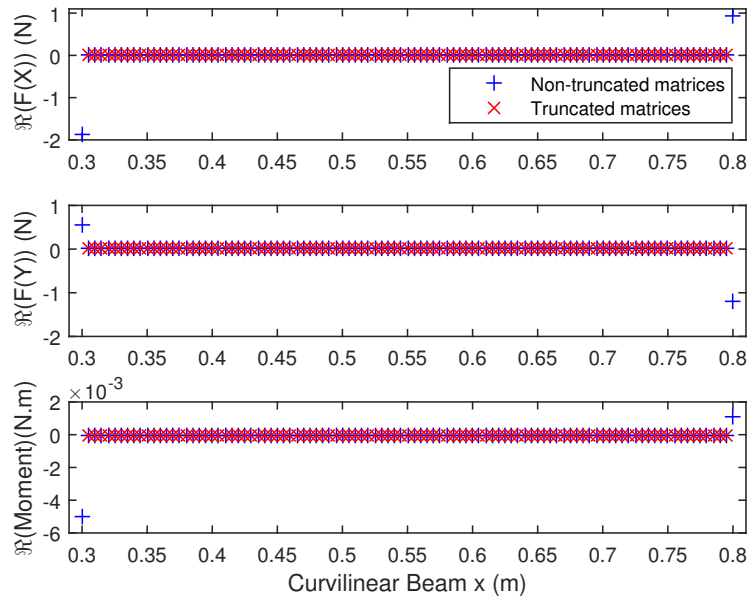 ℜ(F(X)) (N)
1
0
-1
-2
Non-truncated matrices
Truncated matrices
0.3 0.35 0.4 0.45 0.5 0.55 0.6 0.65 0.7 0.75 0.8
ℜ(F(Y)) (N)
1
0
-1
-2
0.3 0.35 0.4 0.45 0.5 0.55 0.6 0.65 0.7 0.75 0.8
ℜ(Moment)(N.m)
×10⁻³
2
0
-2
-4
-6
0.3 0.35 0.4 0.45 0.5 0.55 0.6 0.65 0.7 0.75 0.8
Curvilinear Beam x (m)